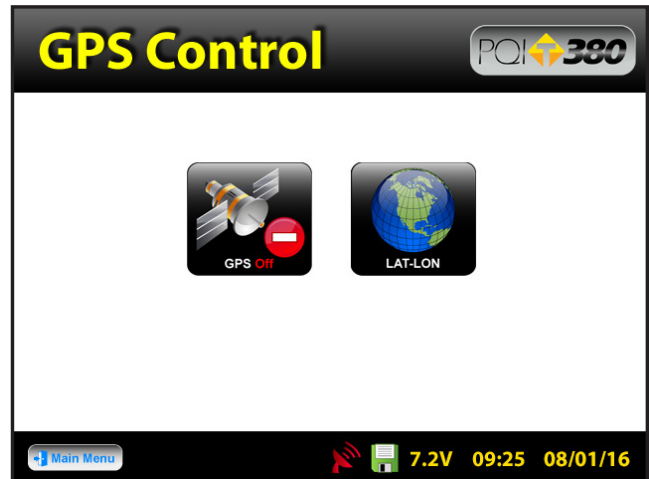 GPS Control
PQI T 380
GPS Off
LAT-LON
Main Menu
7.2V 09:25 08/01/16